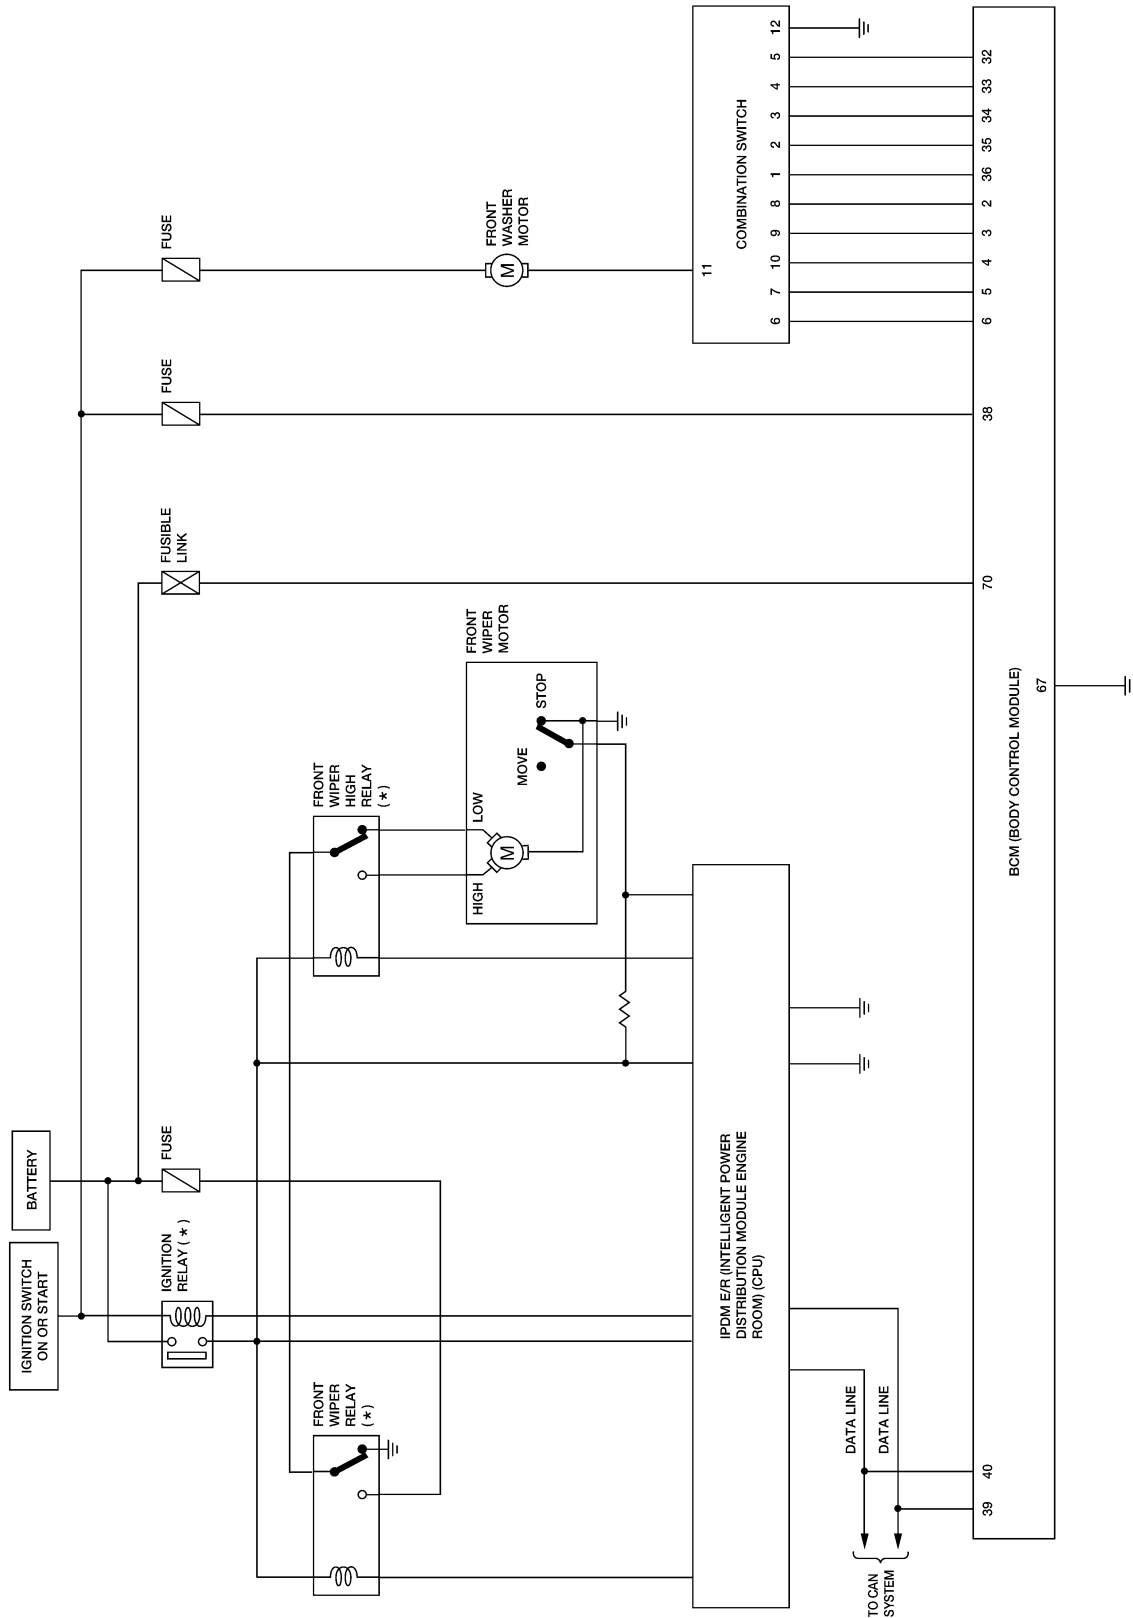 IGNITION SWITCH
ON OR START
BATTERY
IGNITION
RELAY (*)
FUSE
FUSIBLE
LINK
FUSE
FUSE
FRONT
WIPER
RELAY
(*)
FRONT
WIPER
HIGH
RELAY
(*)
FRONT
WIPER
MOTOR
HIGH
LOW
M
MOVE
STOP
FRONT
WASHER
MOTOR
M
IPDM E/R (INTELLIGENT POWER
DISTRIBUTION MODULE ENGINE
ROOM) (CPU)
COMBINATION SWITCH
11
6
7
10
9
8
1
2
3
4
5
12
TO CAN
SYSTEM
DATA LINE
DATA LINE
39
40
70
38
6
5
4
3
2
36
35
34
33
32
BCM (BODY CONTROL MODULE)
67